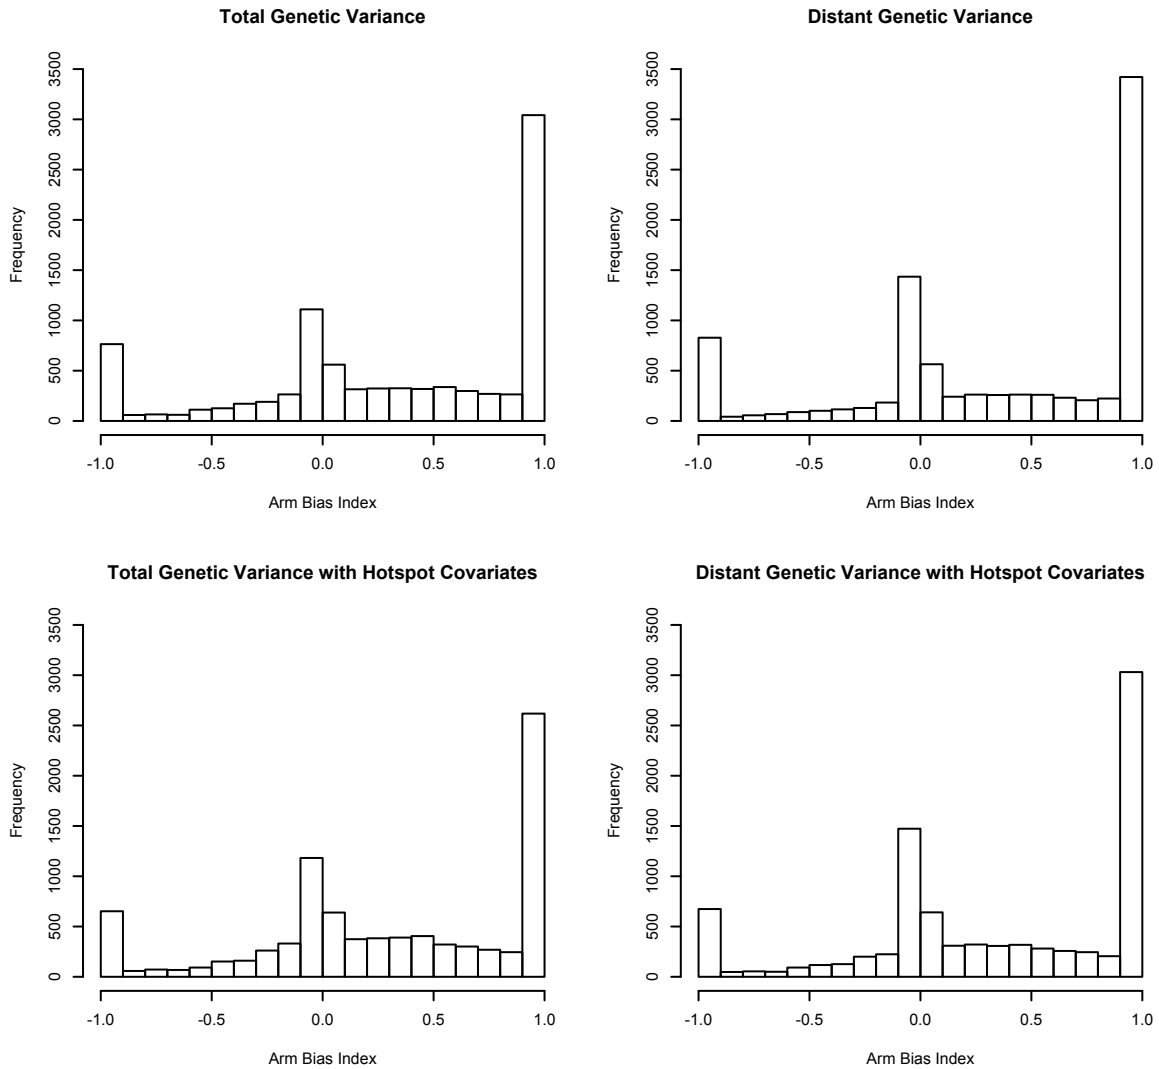 Total Genetic Variance
Frequency
3500
3000
2500
2000
1500
1000
500
0
-1.0 -0.5 0.0 0.5 1.0
Arm Bias Index
Distant Genetic Variance
Frequency
3500
3000
2500
2000
1500
1000
500
0
-1.0 -0.5 0.0 0.5 1.0
Arm Bias Index
Total Genetic Variance with Hotspot Covariates
Frequency
3500
3000
2500
2000
1500
1000
500
0
-1.0 -0.5 0.0 0.5 1.0
Arm Bias Index
Distant Genetic Variance with Hotspot Covariates
Frequency
3500
3000
2500
2000
1500
1000
500
0
-1.0 -0.5 0.0 0.5 1.0
Arm Bias Index